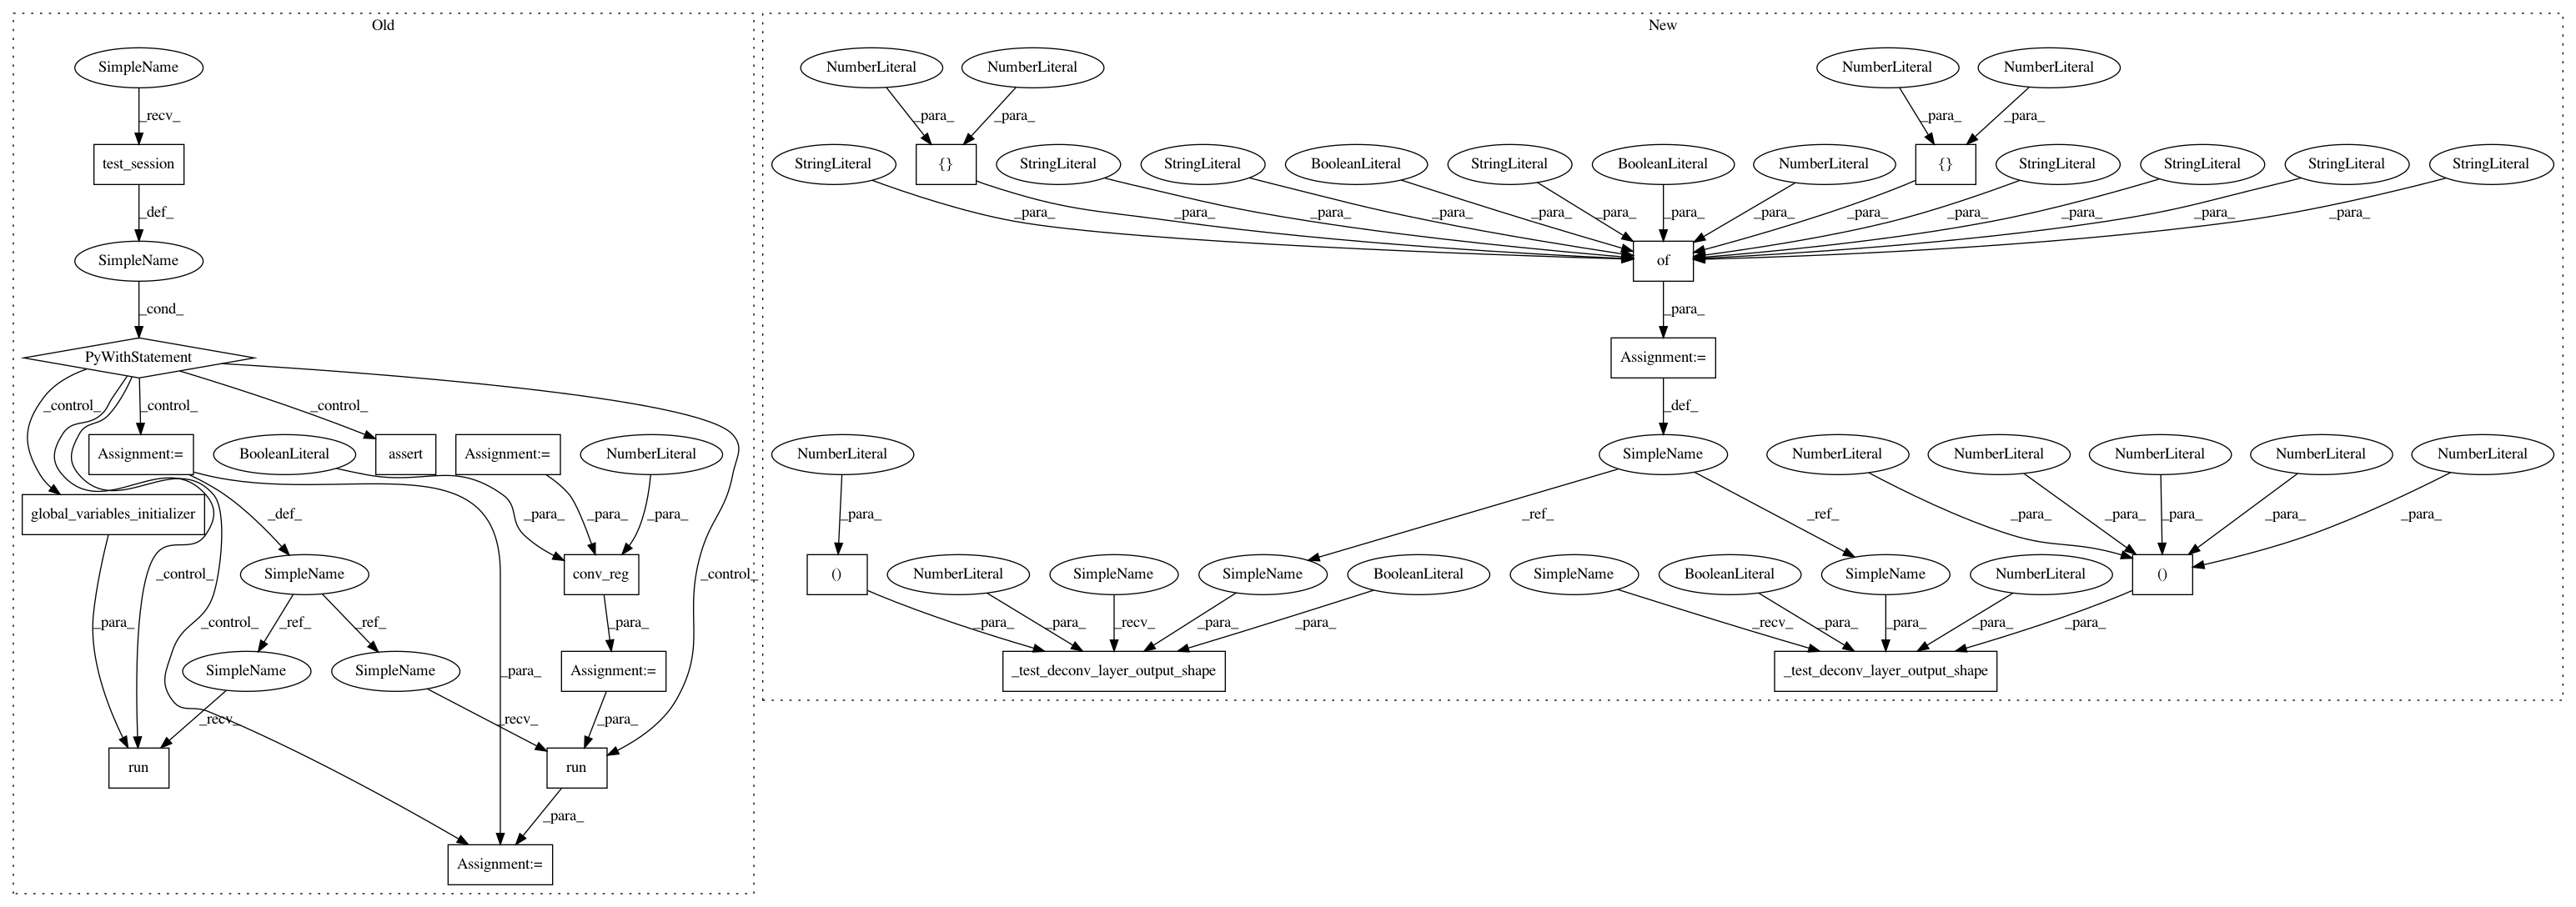 Old
New
SimpleName
NumberLiteral
NumberLiteral
NumberLiteral
NumberLiteral
_recv_
_para_
_para_
_para_
_para_
test_session
StringLiteral
{}
StringLiteral
StringLiteral
BooleanLiteral
StringLiteral
BooleanLiteral
NumberLiteral
{}
StringLiteral
StringLiteral
StringLiteral
StringLiteral
_def_
_para_
_para_
_para_
_para_
_para_
_para_
_para_
_para_
_para_
_para_
_para_
_para_
SimpleName
of
_cond_
_para_
PyWithStatement
Assignment:=
_control_
_control_
_control_
_def_
Assignment:=
BooleanLiteral
assert
Assignment:=
NumberLiteral
NumberLiteral
SimpleName
NumberLiteral
NumberLiteral
NumberLiteral
NumberLiteral
NumberLiteral
global_variables_initializer
_def_
_para_
_para_
_para_
_para_
_ref_
_ref_
_para_
_para_
_para_
_para_
_para_
_control_
SimpleName
conv_reg
_control_
()
NumberLiteral
SimpleName
SimpleName
BooleanLiteral
SimpleName
BooleanLiteral
SimpleName
NumberLiteral
()
_para_
_control_
_ref_
_ref_
_para_
_para_
_para_
_recv_
_para_
_para_
_recv_
_para_
_para_
_para_
_para_
SimpleName
SimpleName
_para_
Assignment:=
_test_deconv_layer_output_shape
_test_deconv_layer_output_shape
_recv_
_recv_
_para_
run
run
_para_
Assignment:=